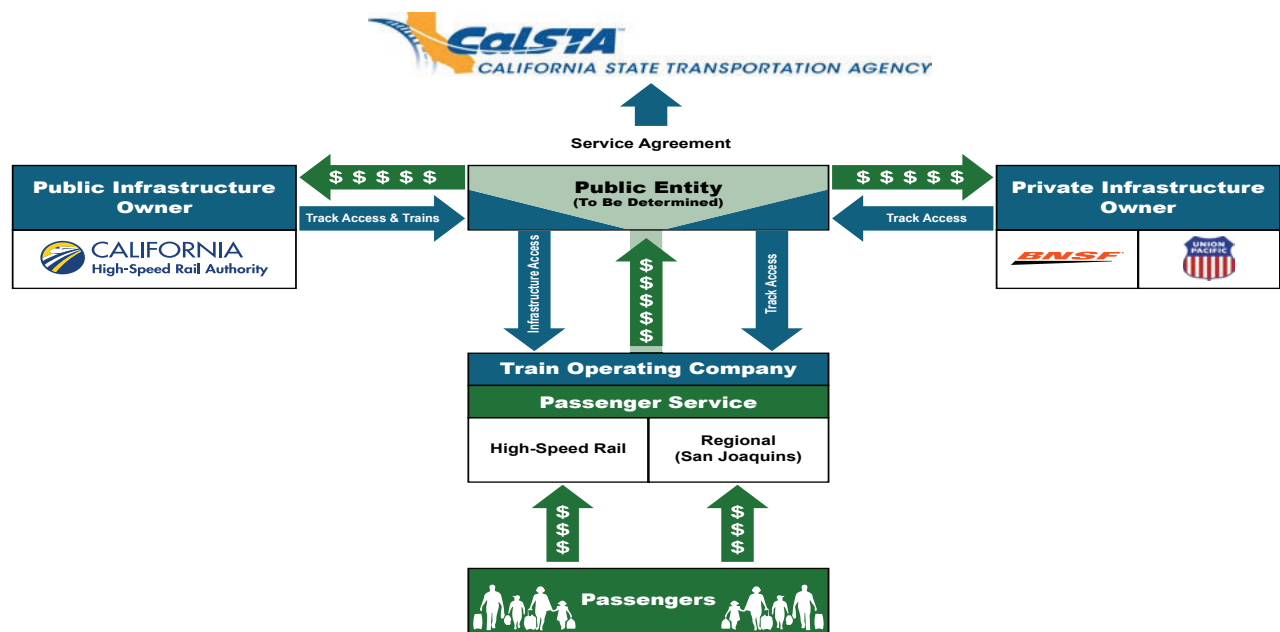 CalSTA
CALIFORNIA STATE TRANSPORTATION AGENCY
Service Agreement
$ $ $ $ $
$ $ $ $ $
Public Infrastructure
Owner
Track Access & Trains
CALIFORNIA
High-Speed Rail Authority
Public Entity
(To Be Determined)
Private Infrastructure
Owner
Track Access
BNSF
UNION
PACIFIC
Infrastructure Access
$ $ $ $ $
Track Access
Train Operating Company
Passenger Service
High-Speed Rail
Regional
(San Joaquins)
$ $ $
$ $ $
Passengers